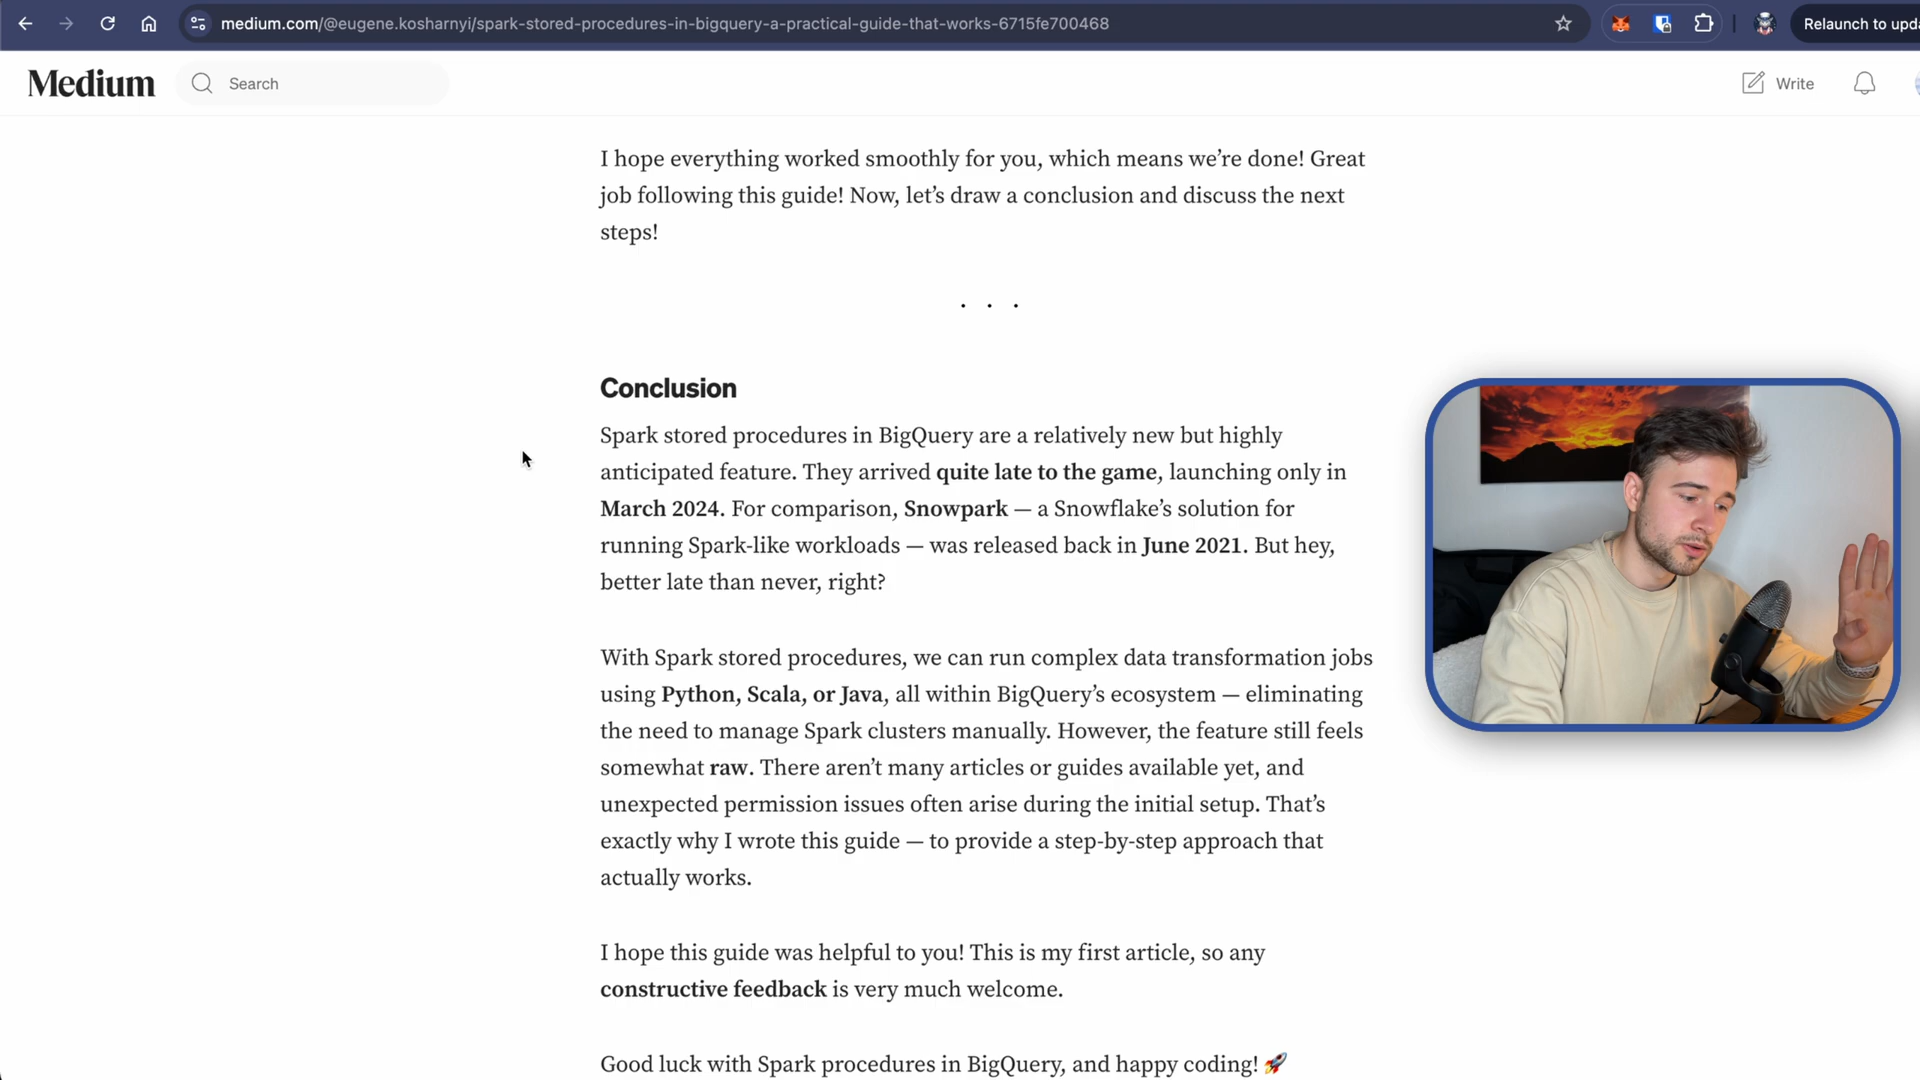 medium.com/@eugene.kosharnyi/spark-stored-procedures-in-bigquery-a-practical-guide-that-works-6715fe700468
Relaunch to upda
Medium
Search
Write
I hope everything worked smoothly for you, which means we’re done! Great
job following this guide! Now, let’s draw a conclusion and discuss the next
steps!
· · ·
Conclusion
Spark stored procedures in BigQuery are a relatively new but highly
anticipated feature. They arrived quite late to the game, launching only in
March 2024. For comparison, Snowpark — a Snowflake’s solution for
running Spark-like workloads — was released back in June 2021. But hey,
better late than never, right?
With Spark stored procedures, we can run complex data transformation jobs
using Python, Scala, or Java, all within BigQuery’s ecosystem — eliminating
the need to manage Spark clusters manually. However, the feature still feels
somewhat raw. There aren’t many articles or guides available yet, and
unexpected permission issues often arise during the initial setup. That’s
exactly why I wrote this guide — to provide a step-by-step approach that
actually works.
I hope this guide was helpful to you! This is my first article, so any
constructive feedback is very much welcome.
Good luck with Spark procedures in BigQuery, and happy coding! 🚀